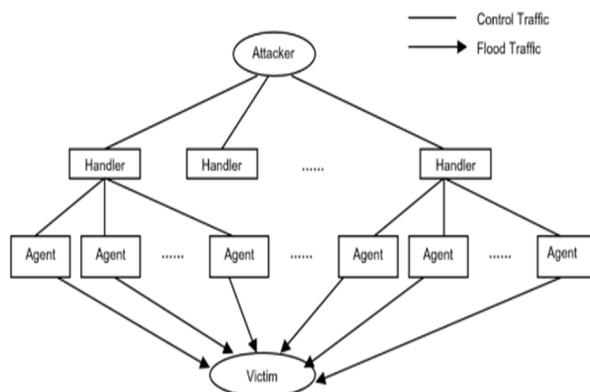 Control Traffic
Attacker
Flood Traffic
Handler Handler ...... Handler
Agent Agent ...... Agent ...... Agent Agent ...... Agent
Victim